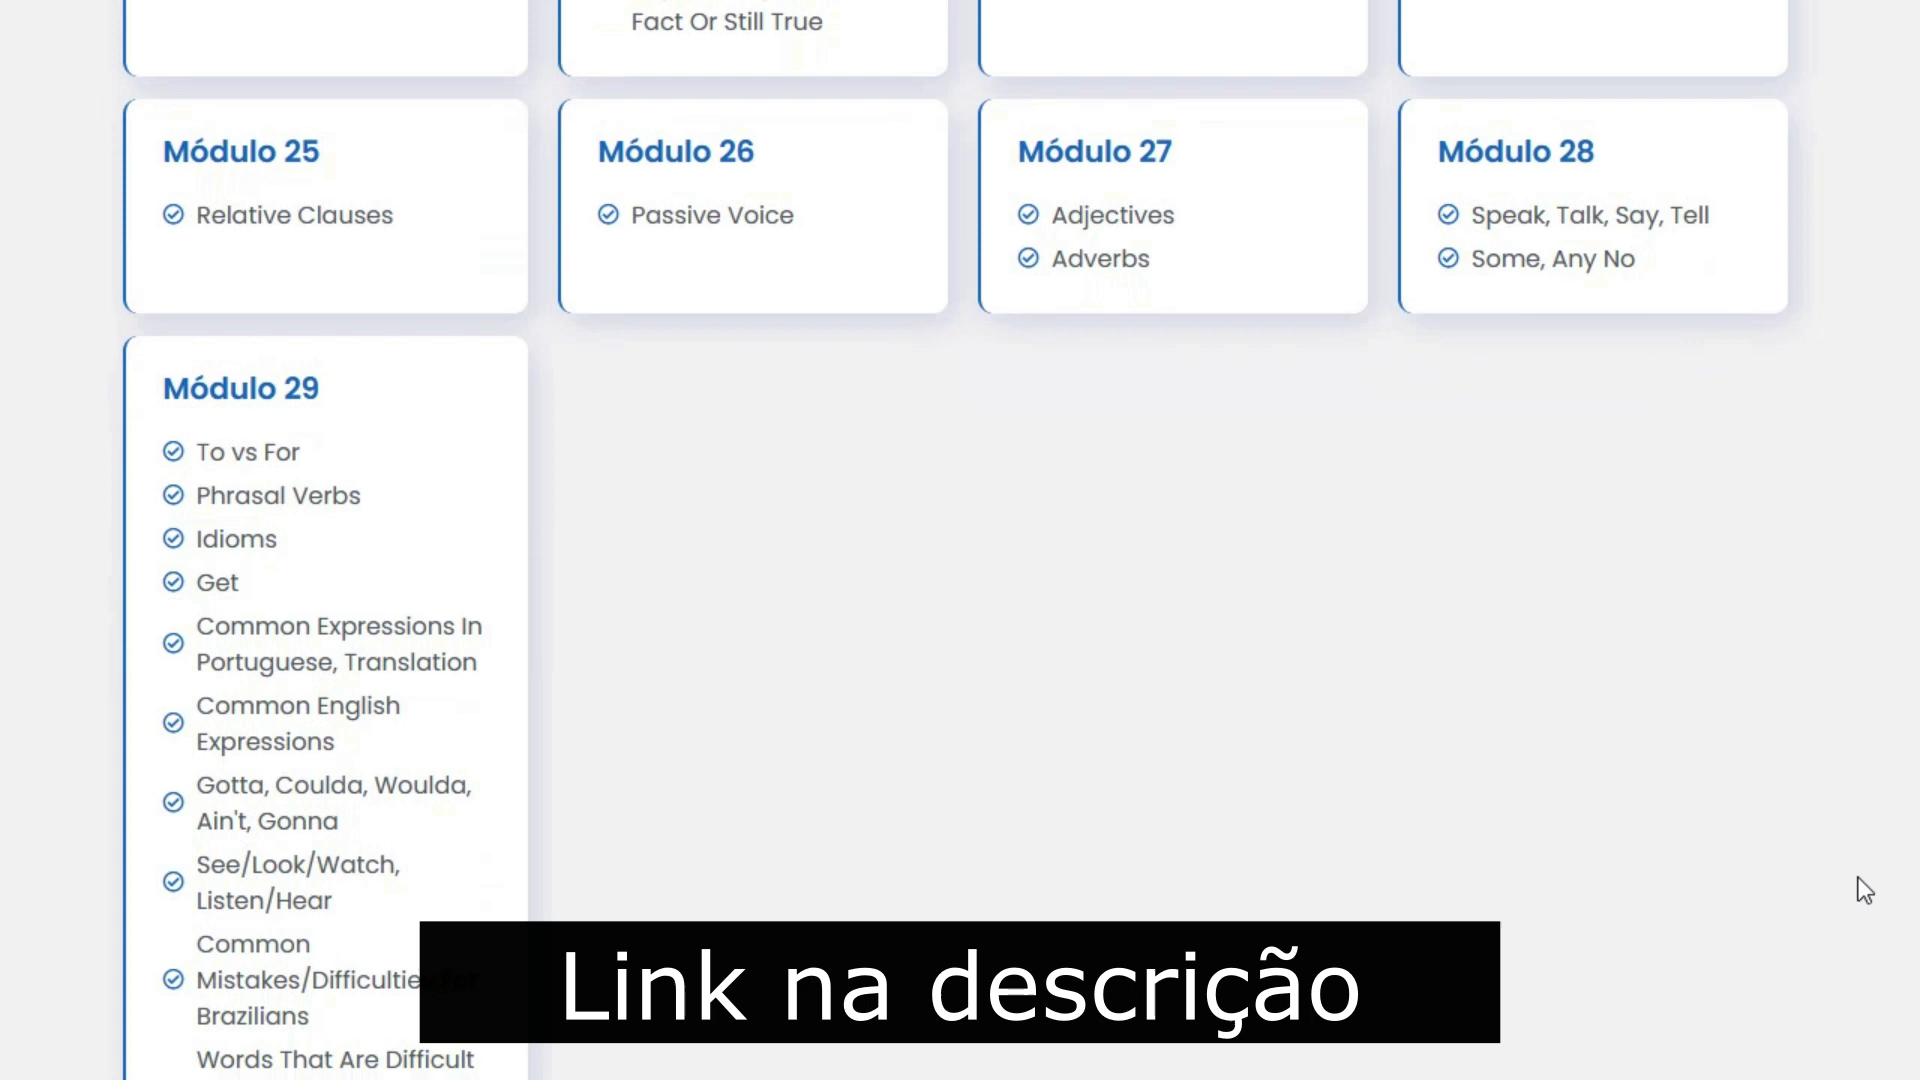 Fact Or Still True
Módulo 25
Relative Clauses
Módulo 26
Passive Voice
Módulo 27
Adjectives
Adverbs
Módulo 28
Speak, Talk, Say, Tell
Some, Any No
Módulo 29
To vs For
Phrasal Verbs
Idioms
Get
Common Expressions In
Portuguese, Translation
Common English
Expressions
Gotta, Coulda, Woulda,
Ain't, Gonna
See/Look/Watch,
Listen/Hear
Common
Mistakes/Difficulties For
Brazilians
Words That Are Difficult
Link na descrição